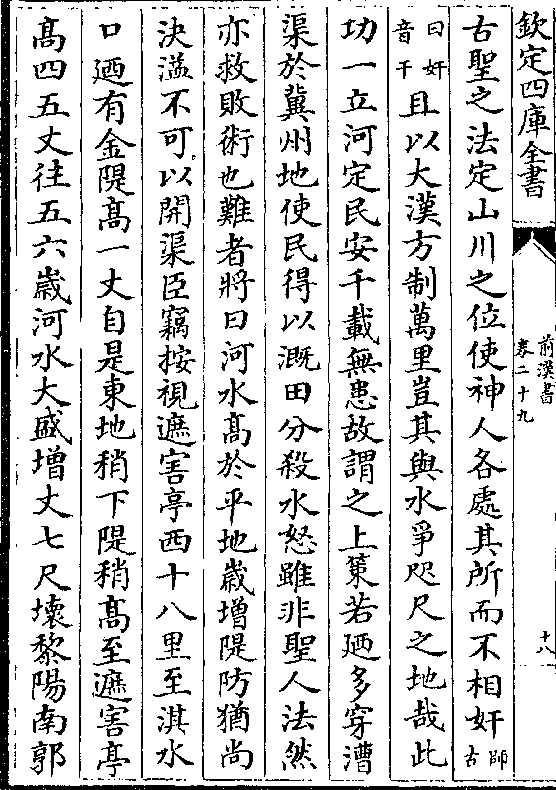 欽定四庫全書
前漢書
卷二十九
十八
古聖之法定山川之位使神人各處其所而不相奸師古
曰奸音干且以大漢方制萬里豈其與水爭咫尺之地哉此
功一立河定民安千載無患故謂之上策若廼多穿漕
渠於冀州地使民得以溉田分殺水怒雖非聖人法然
亦救敗術也難者將曰河水髙於平地嵗增隄防猶尚
決溢不可以開渠臣竊按視遮害亭西十八里至淇水
口廼有金隄髙一丈自是東地稍下隄稍髙至遮害亭
髙四五丈往五六嵗河水大盛增丈七尺壊黎陽南郭